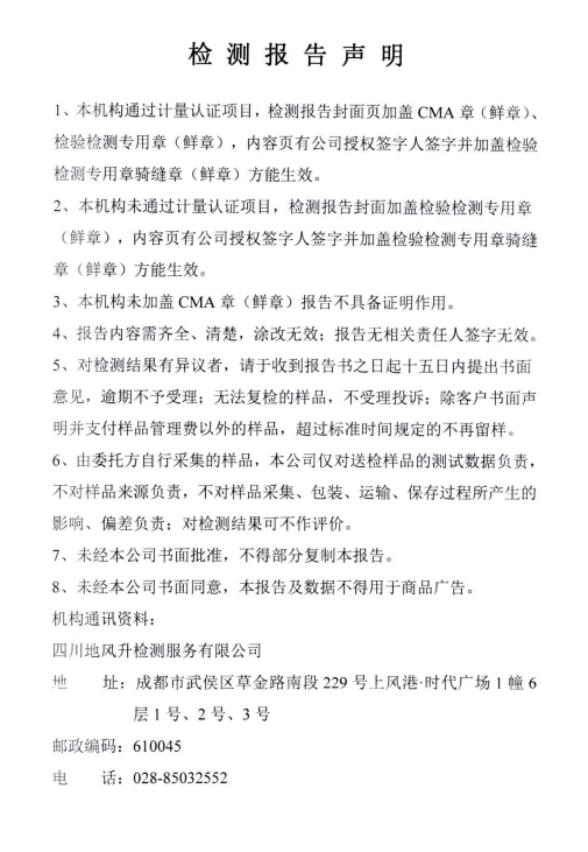 检测报告声明
1、本机构通过计量认证项目，检测报告封面页加盖 CMA 章（鲜章）、
检验检测专用章（鲜章），内容页有公司授权签字人签字并加盖检验
检测专用章骑缝章（鲜章）方能生效。
2、本机构未通过计量认证项目，检测报告封面加盖检验检测专用章
（鲜章），内容页有公司授权签字人签字并加盖检验检测专用章骑缝
章（鲜章）方能生效。
3、本机构未加盖 CMA 章（鲜章）报告不具备证明作用。
4、报告内容需齐全、清楚，涂改无效；报告无相关责任人签字无效。
5、对检测结果有异议者，请于收到报告书之日起十五日内提出书面
意见，逾期不予受理；无法复检的样品，不受理投诉；除客户书面声
明并支付样品管理费以外的样品，超过标准时间规定的不再留样。
6、由委托方自行采集的样品，本公司仅对送检样品的测试数据负责，
不对样品来源负责，不对样品采集、包装、运输、保存过程所产生的
影响、偏差负责；对检测结果可不作评价。
7、未经本公司书面批准，不得部分复制本报告。
8、未经本公司书面同意，本报告及数据不得用于商品广告。
机构通讯资料：
四川地风升检测服务有限公司
地 址：成都市武侯区草金路南段 229 号上风港·时代广场 1 幢 6
层 1 号、2 号、3 号
邮政编码：610045
电 话：028-85032552